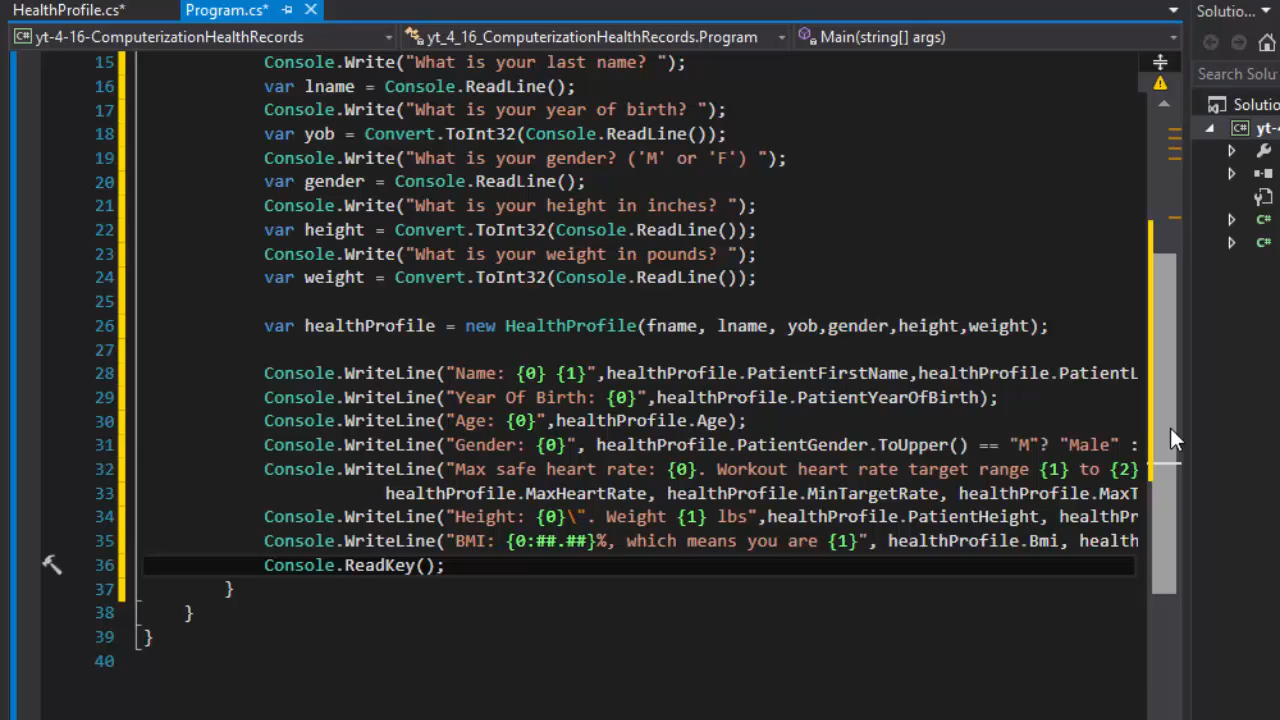 HealthProfile.cs*
Program.cs*
Solutio...
yt-4-16-ComputerizationHealthRecords
yt_4_16_ComputerizationHealthRecords.Program
Main(string[] args)
Search Solu
Solutio
yt-4
15 Console.Write("What is your last name? ");
16 var lname = Console.ReadLine();
17 Console.Write("What is your year of birth? ");
18 var yob = Convert.ToInt32(Console.ReadLine());
19 Console.Write("What is your gender? ('M' or 'F') ");
20 var gender = Console.ReadLine();
21 Console.Write("What is your height in inches? ");
22 var height = Convert.ToInt32(Console.ReadLine());
23 Console.Write("What is your weight in pounds? ");
24 var weight = Convert.ToInt32(Console.ReadLine());
25
26 var healthProfile = new HealthProfile(fname, lname, yob,gender,height,weight);
27
28 Console.WriteLine("Name: {0} {1}",healthProfile.PatientFirstName,healthProfile.PatientL
29 Console.WriteLine("Year Of Birth: {0}",healthProfile.PatientYearOfBirth);
30 Console.WriteLine("Age: {0}",healthProfile.Age);
31 Console.WriteLine("Gender: {0}", healthProfile.PatientGender.ToUpper() == "M"? "Male" :
32 Console.WriteLine("Max safe heart rate: {0}. Workout heart rate target range {1} to {2}
33 healthProfile.MaxHeartRate, healthProfile.MinTargetRate, healthProfile.MaxT
34 Console.WriteLine("Height: {0}\". Weight {1} lbs",healthProfile.PatientHeight, healthPr
35 Console.WriteLine("BMI: {0:##.##}%, which means you are {1}", healthProfile.Bmi, health
36 Console.ReadKey();
37 }
38 }
39 }
40